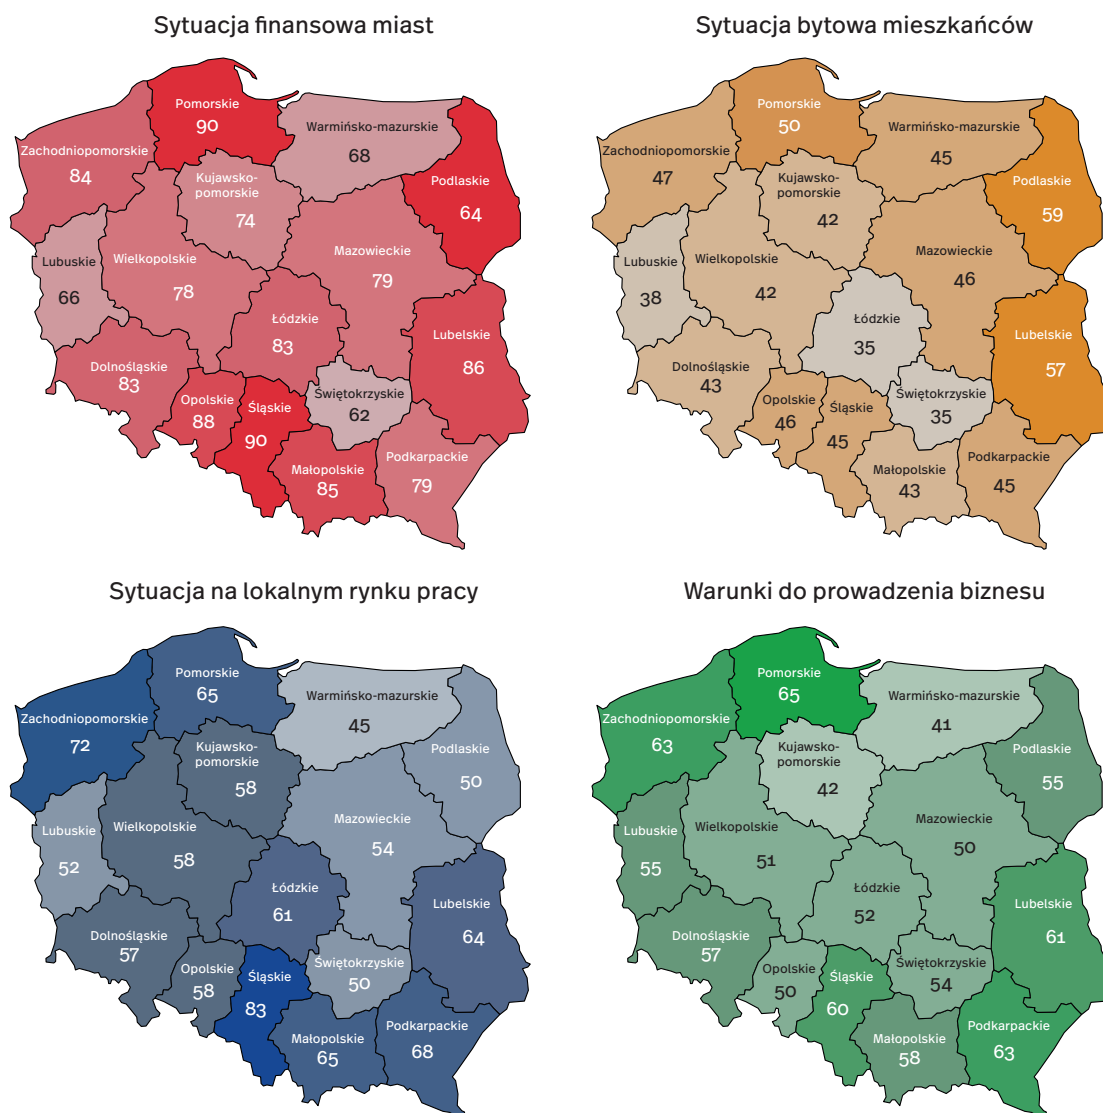 Sytuacja finansowa miast
Pomorskie
90
Warmińsko-mazurskie
68
Zachodniopomorskie
84
Kujawsko-
pomorskie
74
Podlaskie
64
Mazowieckie
79
Lubuskie
66
Wielkopolskie
78
Łódzkie
83
Lubelskie
86
Dolnośląskie
83
Opolskie
88
Śląskie
90
Świętokrzyskie
62
Małopolskie
85
Podkarpackie
79
Sytuacja bytowa mieszkańców
Pomorskie
50
Warmińsko-mazurskie
45
Zachodniopomorskie
47
Kujawsko-
pomorskie
42
Podlaskie
59
Mazowieckie
46
Lubuskie
38
Wielkopolskie
42
Łódzkie
35
Lubelskie
57
Dolnośląskie
43
Opolskie
46
Śląskie
45
Świętokrzyskie
35
Małopolskie
43
Podkarpackie
45
Sytuacja na lokalnym rynku pracy
Pomorskie
65
Warmińsko-mazurskie
45
Zachodniopomorskie
72
Kujawsko-
pomorskie
58
Podlaskie
50
Mazowieckie
54
Lubuskie
52
Wielkopolskie
58
Łódzkie
61
Lubelskie
64
Dolnośląskie
57
Opolskie
58
Śląskie
83
Świętokrzyskie
50
Małopolskie
65
Podkarpackie
68
Warunki do prowadzenia biznesu
Pomorskie
65
Warmińsko-mazurskie
41
Zachodniopomorskie
63
Kujawsko-
pomorskie
42
Podlaskie
55
Mazowieckie
50
Lubuskie
55
Wielkopolskie
51
Łódzkie
52
Lubelskie
61
Dolnośląskie
57
Opolskie
50
Śląskie
60
Świętokrzyskie
54
Małopolskie
58
Podkarpackie
63